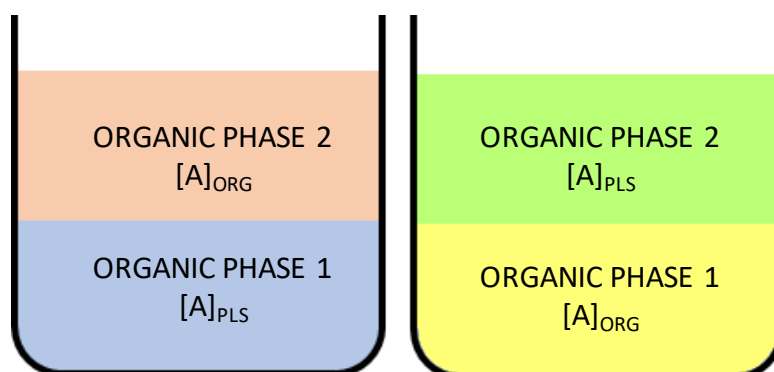 ORGANIC PHASE 2
[A]ORG
ORGANIC PHASE 1
[A]PLS
ORGANIC PHASE 2
[A]PLS
ORGANIC PHASE 1
[A]ORG